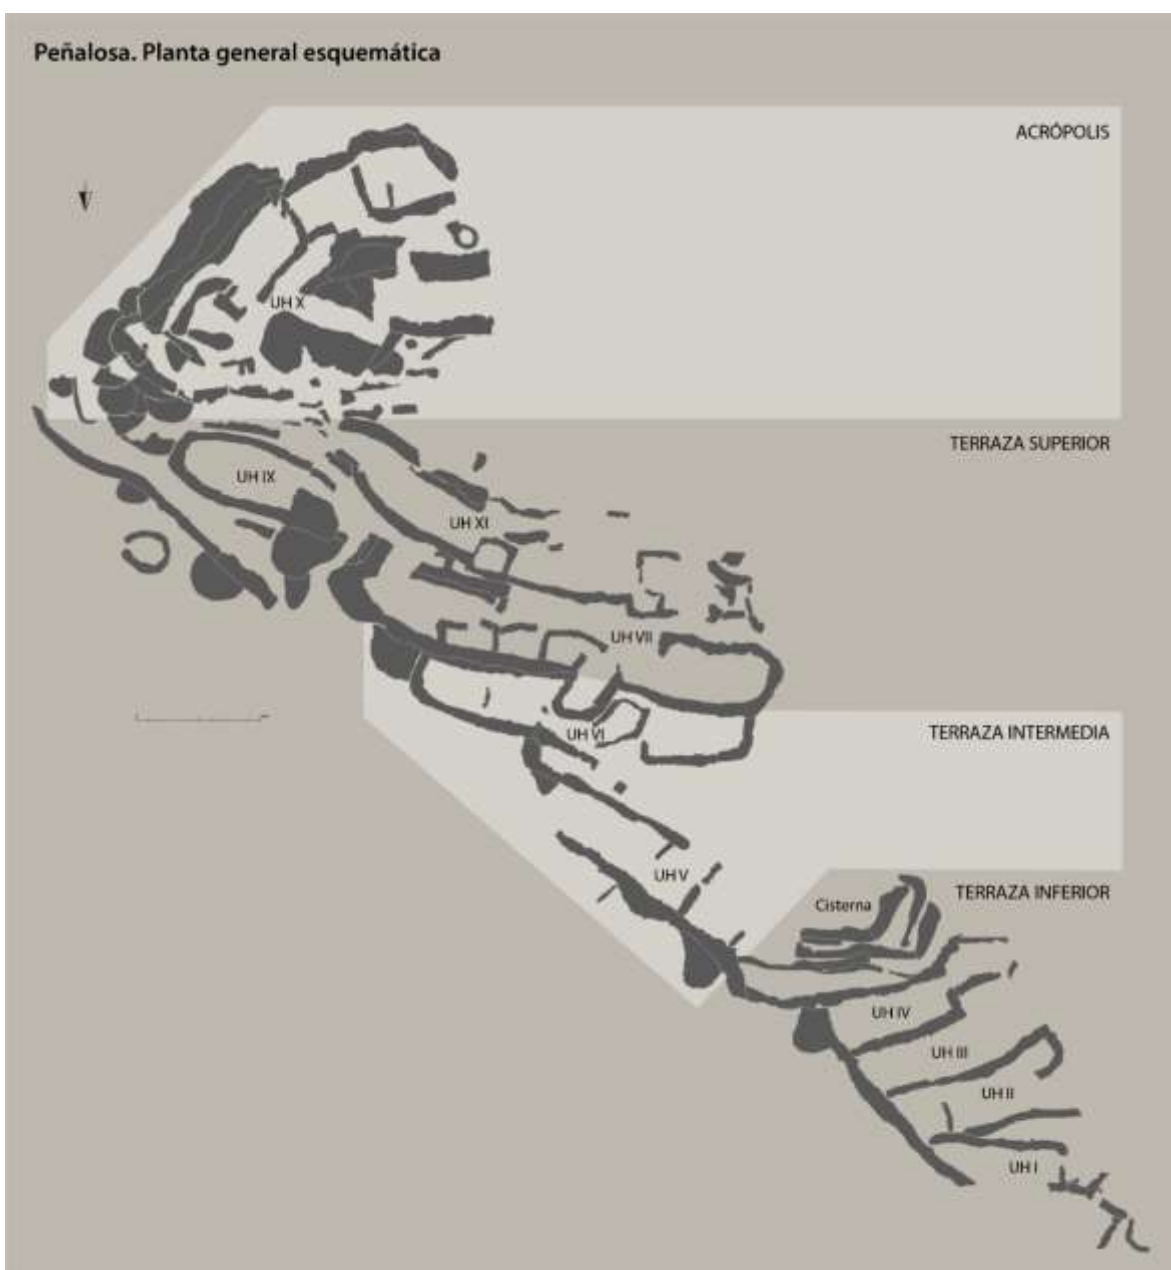 Peñalosa. Planta general esquemática
ACRÓPOLIS
UH X
TERRAZA SUPERIOR
UH IX
UH XI
UH VII
TERRAZA INTERMEDIA
UH VI
UH V
TERRAZA INFERIOR
Cisterna
UH IV
UH III
UH II
UH I